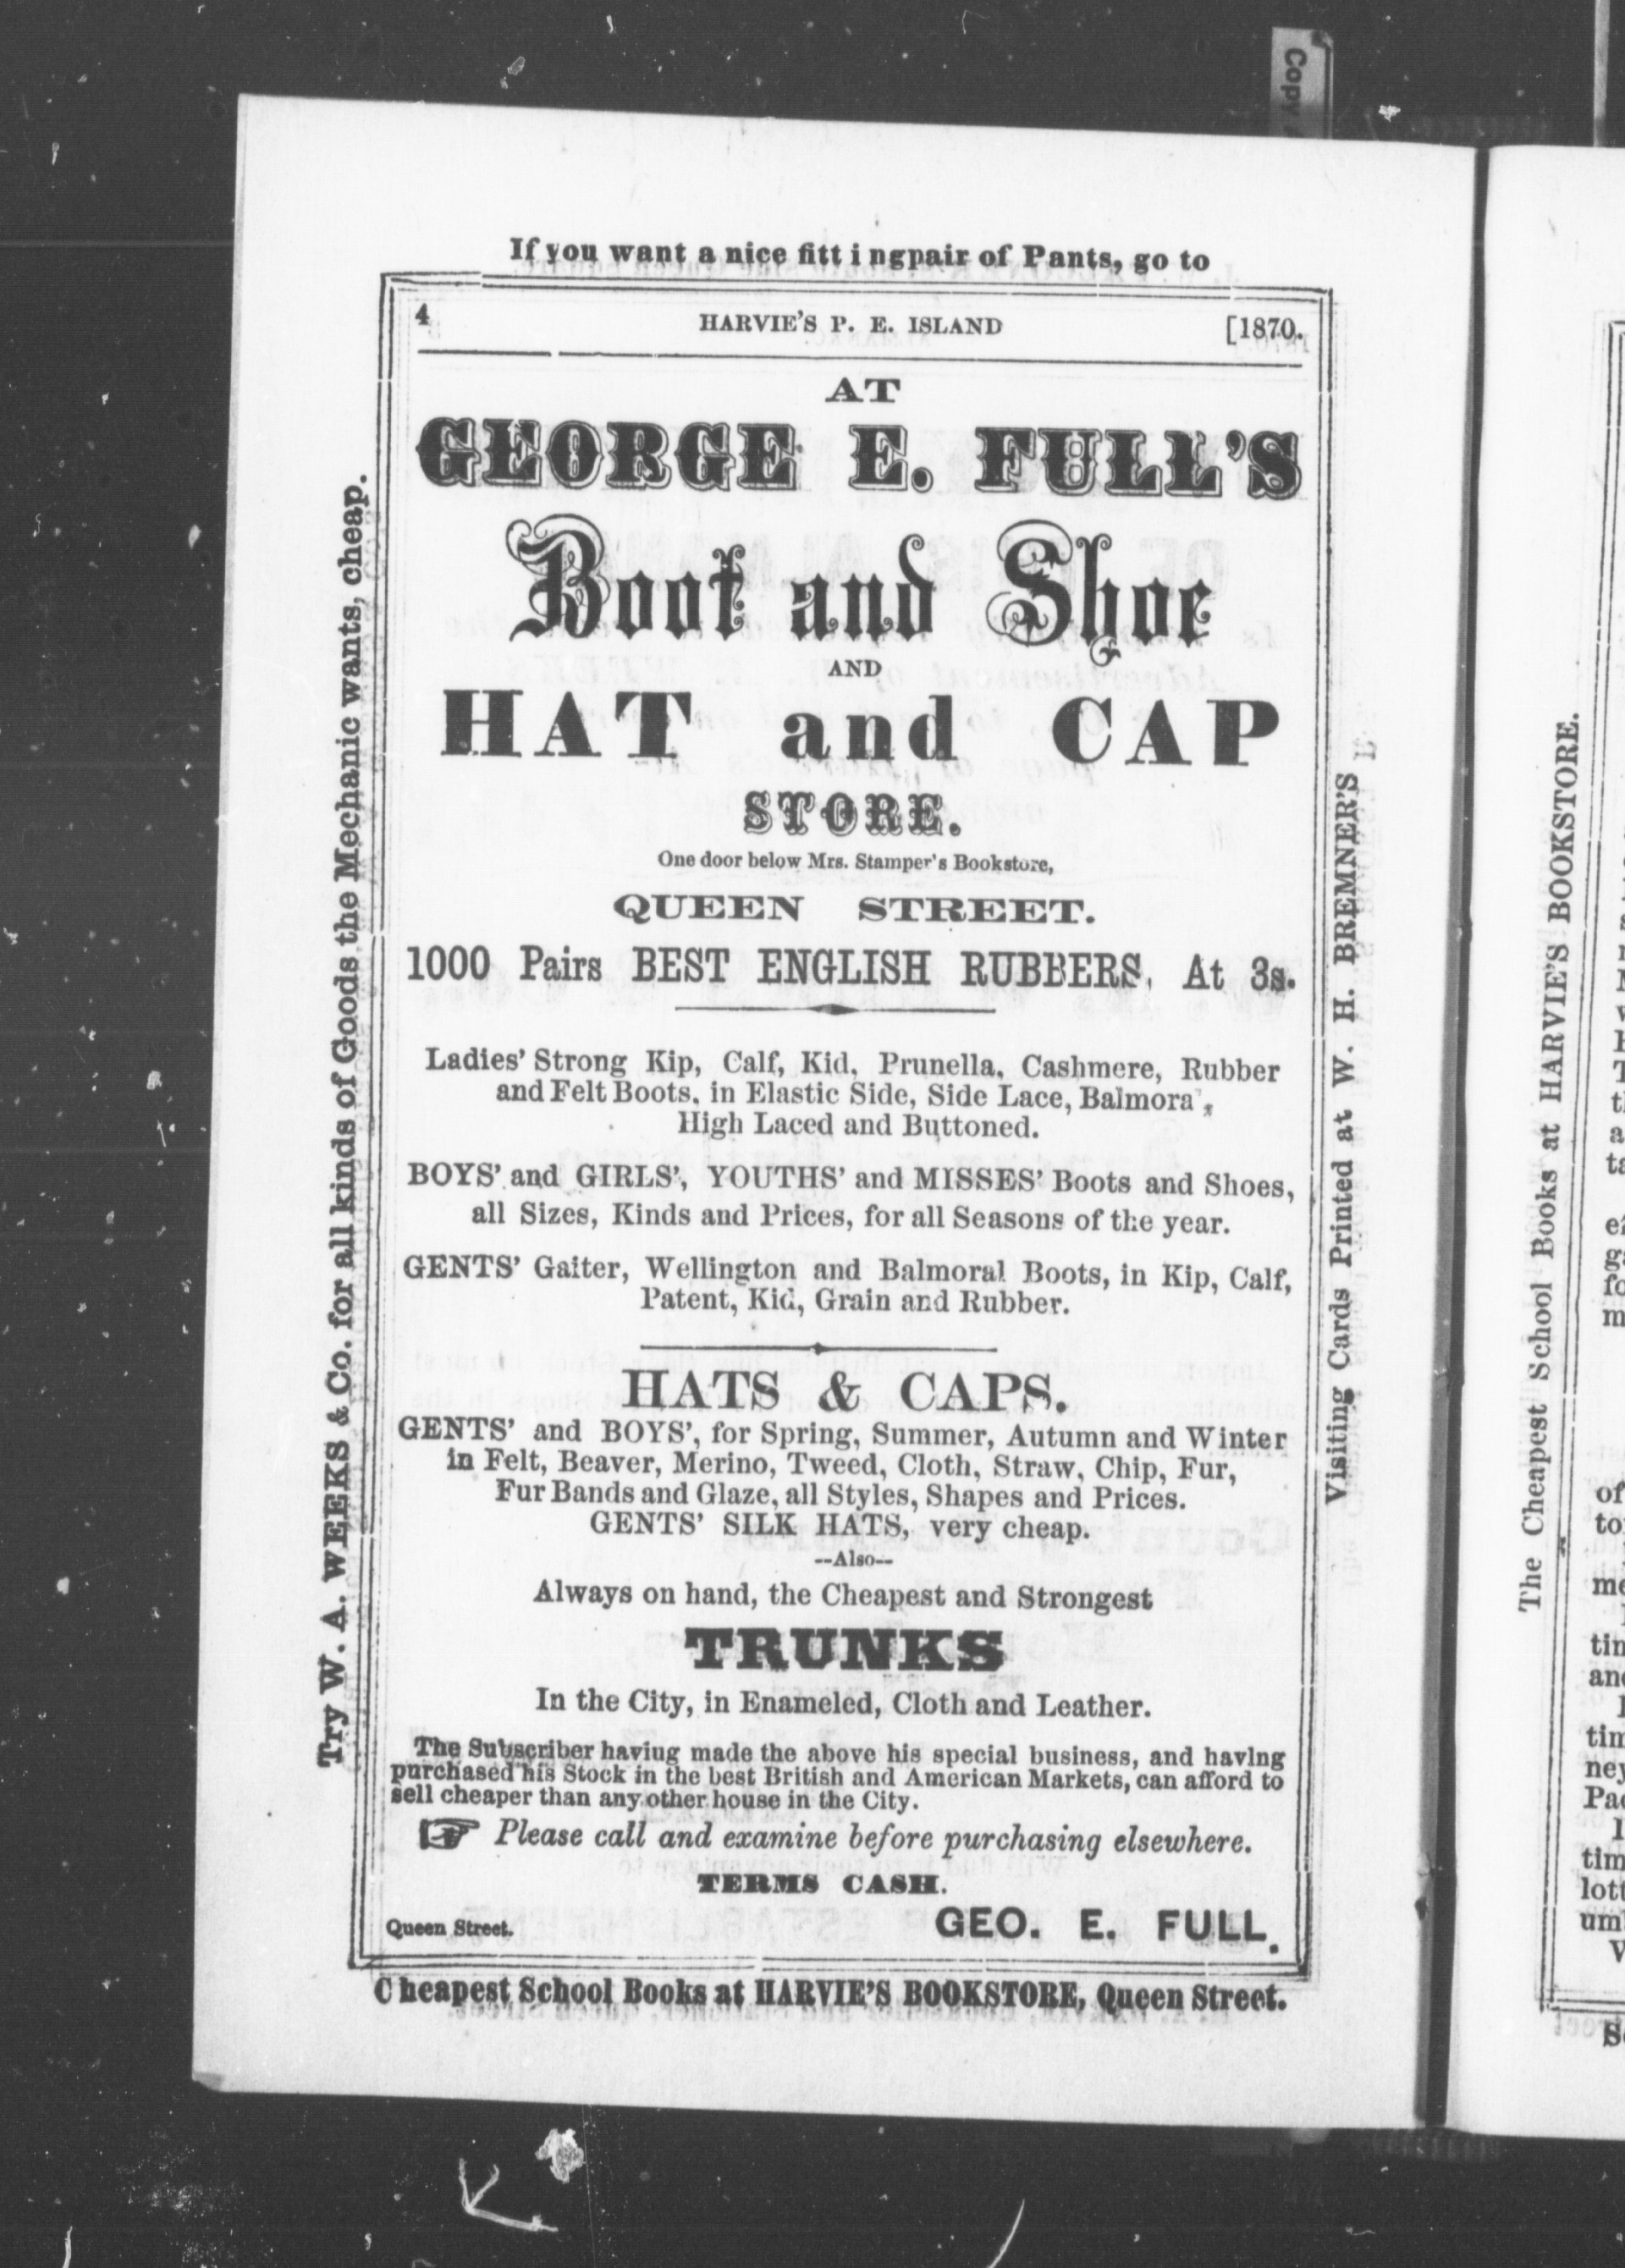 Copy
If you want a nice fitt i ngpair of Pants, go to
4 HARVIE'S P. E. ISLAND [1870.
AT
GEORGE E. FULL'S
Boot and Shoe
AND
HAT and CAP
STORE.
One door below Mrs. Stamper's Bookstore,
QUEEN STREET.
1000 Pairs BEST ENGLISH RUBBERS, At 3s.
Ladies' Strong Kip, Calf, Kid, Prunella, Cashmere, Rubber
and Felt Boots, in Elastic Side, Side Lace, Balmora',
High Laced and Buttoned.
BOYS' and GIRLS', YOUTHS' and MISSES' Boots and Shoes,
all Sizes, Kinds and Prices, for all Seasons of the year.
GENTS' Gaiter, Wellington and Balmoral Boots, in Kip, Calf,
Patent, Kid, Grain and Rubber.
HATS & CAPS.
GENTS' and BOYS', for Spring, Summer, Autumn and Winter
in Felt, Beaver, Merino, Tweed, Cloth, Straw, Chip, Fur,
Fur Bands and Glaze, all Styles, Shapes and Prices.
GENTS' SILK HATS, very cheap.
--Also--
Always on hand, the Cheapest and Strongest
TRUNKS
In the City, in Enameled, Cloth and Leather.
The Subscriber haviug made the above his special business, and having
purchased his Stock in the best British and American Markets, can afford to
sell cheaper than any other house in the City.
☞ Please call and examine before purchasing elsewhere.
TERMS CASH.
Queen Street. GEO. E. FULL.
Cheapest School Books at HARVIE'S BOOKSTORE, Queen Street.
Try W. A. WEEKS & Co. for all kinds of Goods the Mechanic wants, cheap.
Visiting Cards Printed at W. H. BREMNER'S
The Cheapest School Books at HARVIE'S BOOKSTORE.